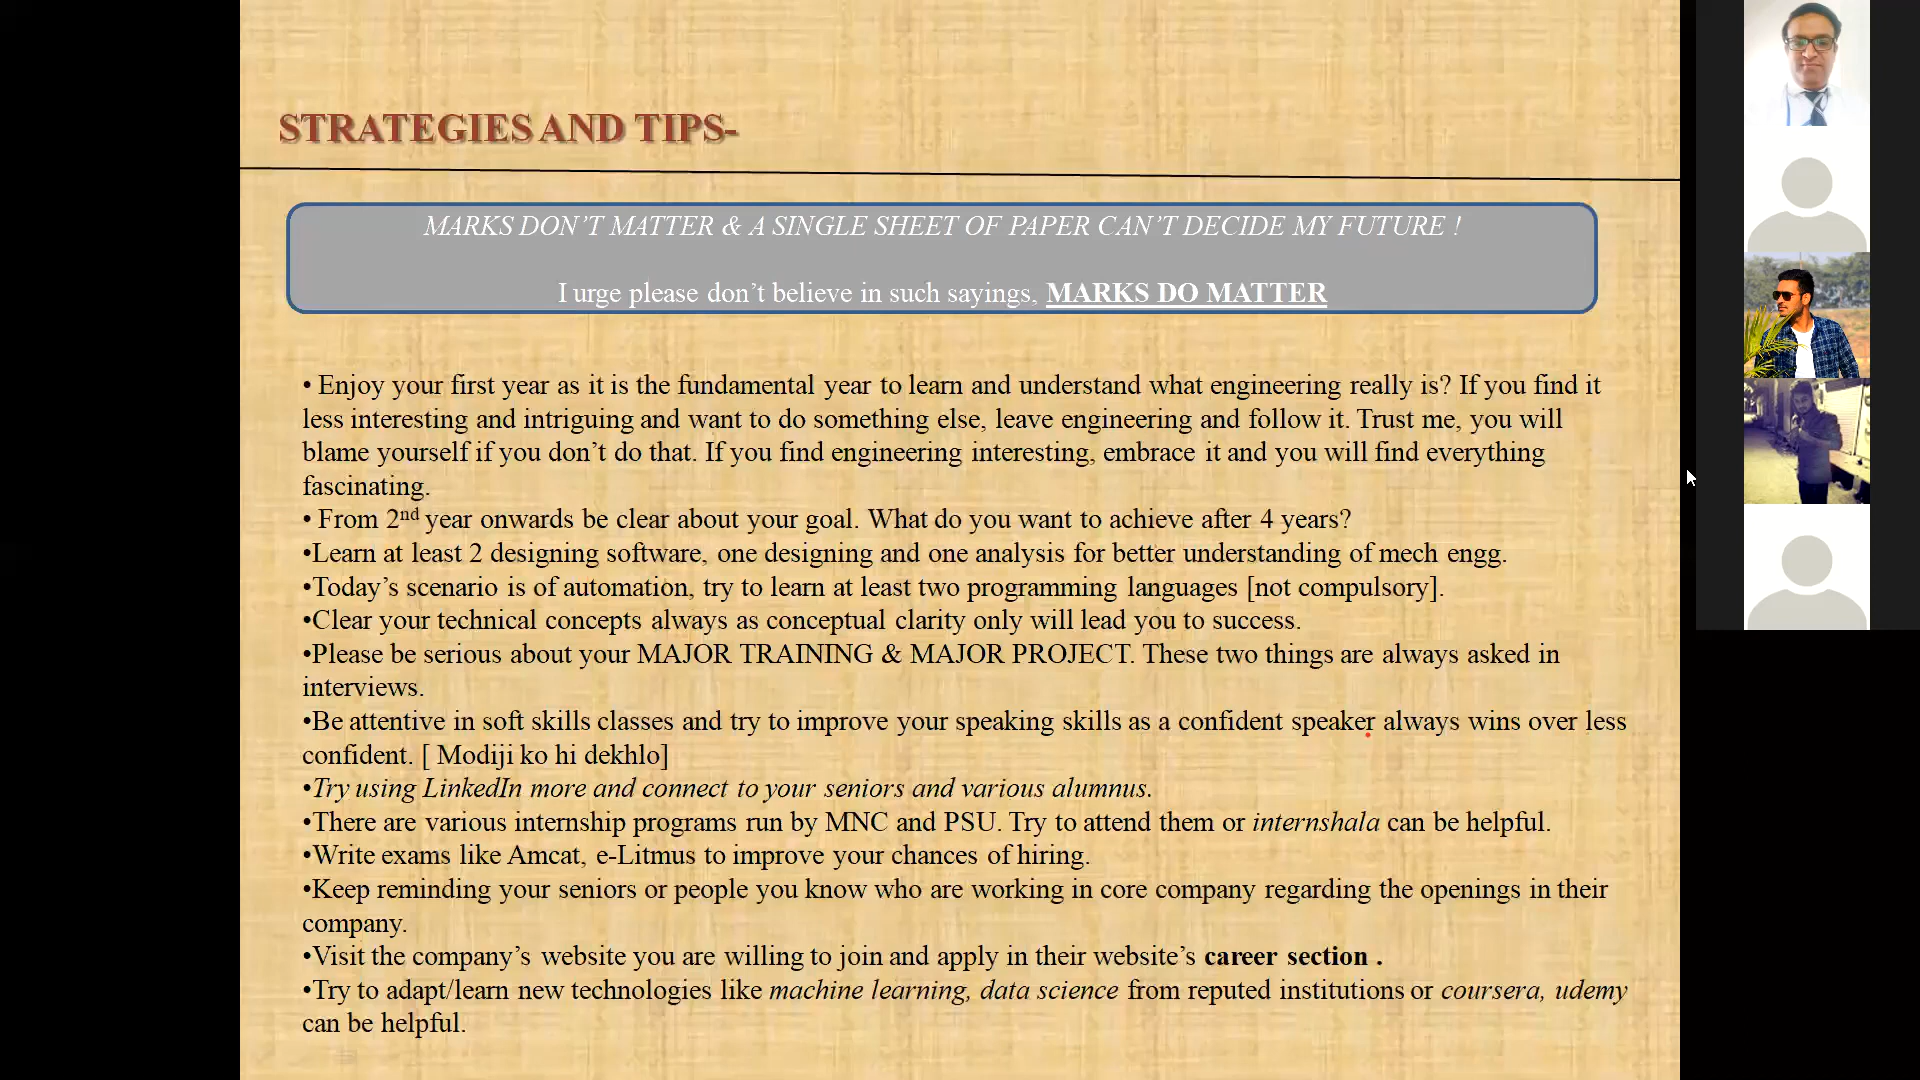 STRATEGIES AND TIPS-
MARKS DON’T MATTER & A SINGLE SHEET OF PAPER CAN’T DECIDE MY FUTURE !
I urge please don’t believe in such sayings, MARKS DO MATTER
• Enjoy your first year as it is the fundamental year to learn and understand what engineering really is? If you find it
less interesting and intriguing and want to do something else, leave engineering and follow it. Trust me, you will
blame yourself if you don’t do that. If you find engineering interesting, embrace it and you will find everything
fascinating.
• From 2nd year onwards be clear about your goal. What do you want to achieve after 4 years?
•Learn at least 2 designing software, one designing and one analysis for better understanding of mech engg.
•Today’s scenario is of automation, try to learn at least two programming languages [not compulsory].
•Clear your technical concepts always as conceptual clarity only will lead you to success.
•Please be serious about your MAJOR TRAINING & MAJOR PROJECT. These two things are always asked in
interviews.
•Be attentive in soft skills classes and try to improve your speaking skills as a confident speaker always wins over less
confident. [ Modiji ko hi dekhlo]
•Try using LinkedIn more and connect to your seniors and various alumnus.
•There are various internship programs run by MNC and PSU. Try to attend them or internshala can be helpful.
•Write exams like Amcat, e-Litmus to improve your chances of hiring.
•Keep reminding your seniors or people you know who are working in core company regarding the openings in their
company.
•Visit the company’s website you are willing to join and apply in their website’s career section .
•Try to adapt/learn new technologies like machine learning, data science from reputed institutions or coursera, udemy
can be helpful.